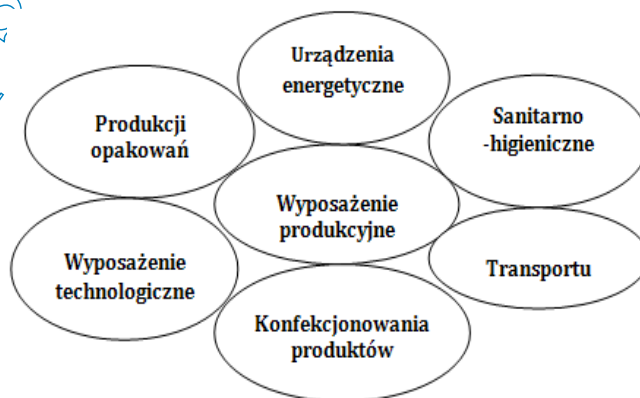 Urządzenia
energetyczne
Produkcji
opakowań
Sanitarno
-higieniczne
Wyposażenie
produkcyjne
Wyposażenie
technologiczne
Transportu
Konfekcjonowania
produktów